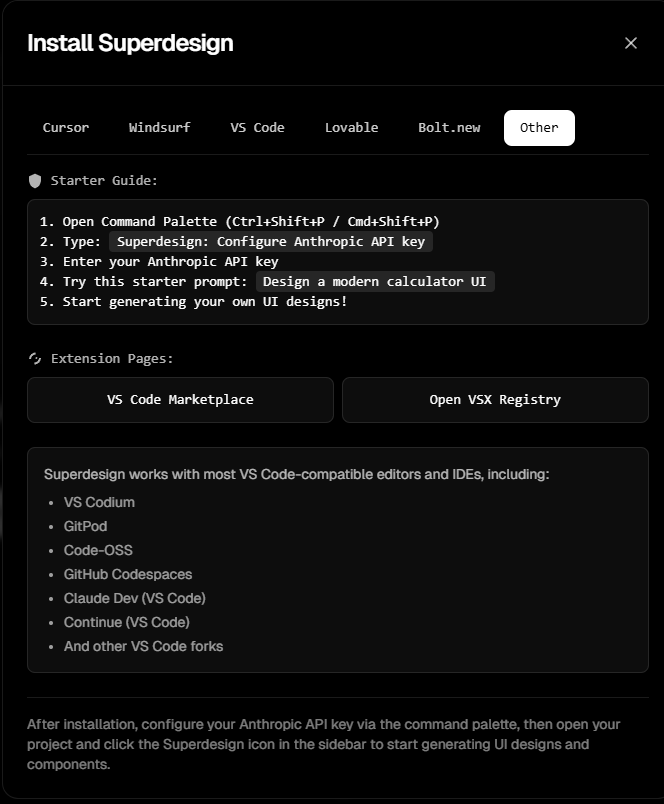 Install Superdesign
Cursor Windsurf VS Code Lovable Bolt.new Other
Starter Guide:
1. Open Command Palette (Ctrl+Shift+P / Cmd+Shift+P)
2. Type: Superdesign: Configure Anthropic API key
3. Enter your Anthropic API key
4. Try this starter prompt: Design a modern calculator UI
5. Start generating your own UI designs!
Extension Pages:
VS Code Marketplace Open VSX Registry
Superdesign works with most VS Code-compatible editors and IDEs, including:
• VS Codium
• GitPod
• Code-OSS
• GitHub Codespaces
• Claude Dev (VS Code)
• Continue (VS Code)
• And other VS Code forks
After installation, configure your Anthropic API key via the command palette, then open your
project and click the Superdesign icon in the sidebar to start generating UI designs and
components.